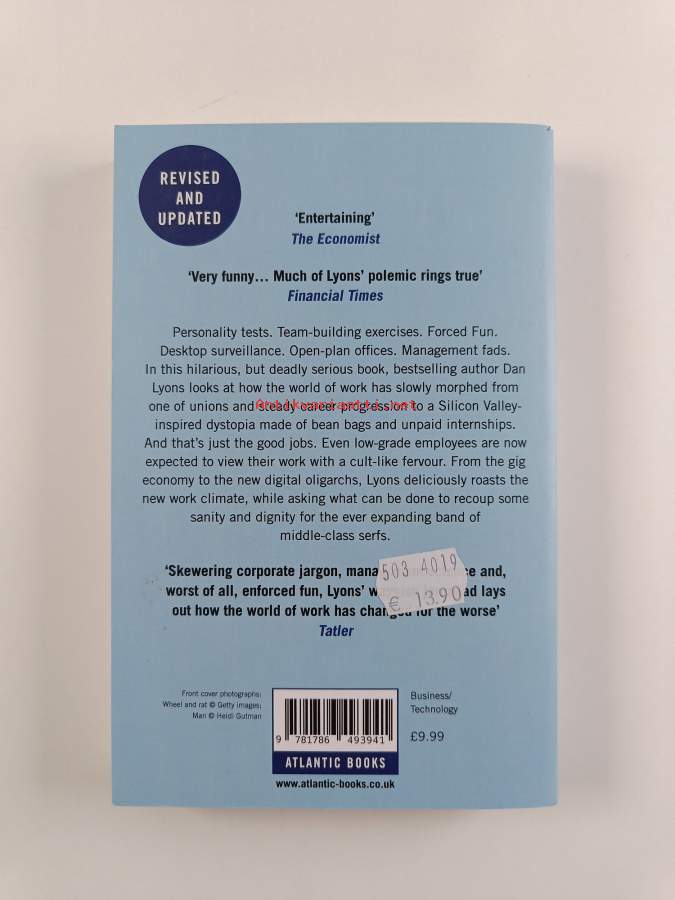 REVISED
AND
UPDATED
‘Entertaining’
The Economist
‘Very funny... Much of Lyons’ polemic rings true’
Financial Times
Personality tests. Team-building exercises. Forced Fun.
Desktop surveillance. Open-plan offices. Management fads.
In this hilarious, but deadly serious book, bestselling author Dan
Lyons looks at how the world of work has slowly morphed from
one of unions and steady career progression to a Silicon Valley-
Antikvariantti.net
inspired dystopia made of bean bags and unpaid internships.
And that’s just the good jobs. Even low-grade employees are now
expected to view their work with a cult-like fervour. From the gig
economy to the new digital oligarchs, Lyons deliciously roasts the
new work climate, while asking what can be done to recoup some
sanity and dignity for the ever expanding band of
middle-class serfs.
‘Skewering corporate jargon, and,
worst of all, enforced fun, Lyons’ lays
out how the world of work has changed for the worse’
Tatler
503 4019
€ 13.90
Front cover photographs:
Wheel and rat © Getty images;
Man © Heidi Gutman
9 781786 493941
ATLANTIC BOOKS
www.atlantic-books.co.uk
Business/
Technology
£9.99